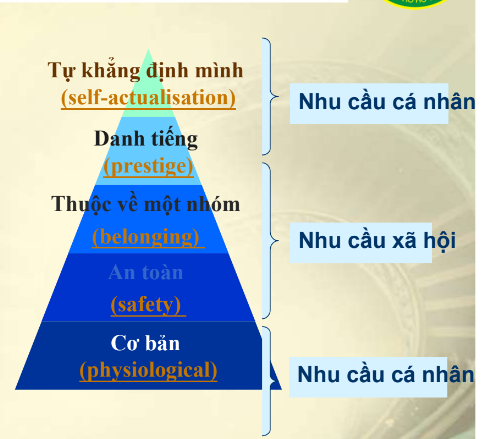 Tự khẳng định mình
(self-actualisation)
Nhu cầu cá nhân
Danh tiếng
(prestige)
Thuộc về một nhóm
(belonging)
Nhu cầu xã hội
An toàn
(safety)
Cơ bản
(physiological)
Nhu cầu cá nhân